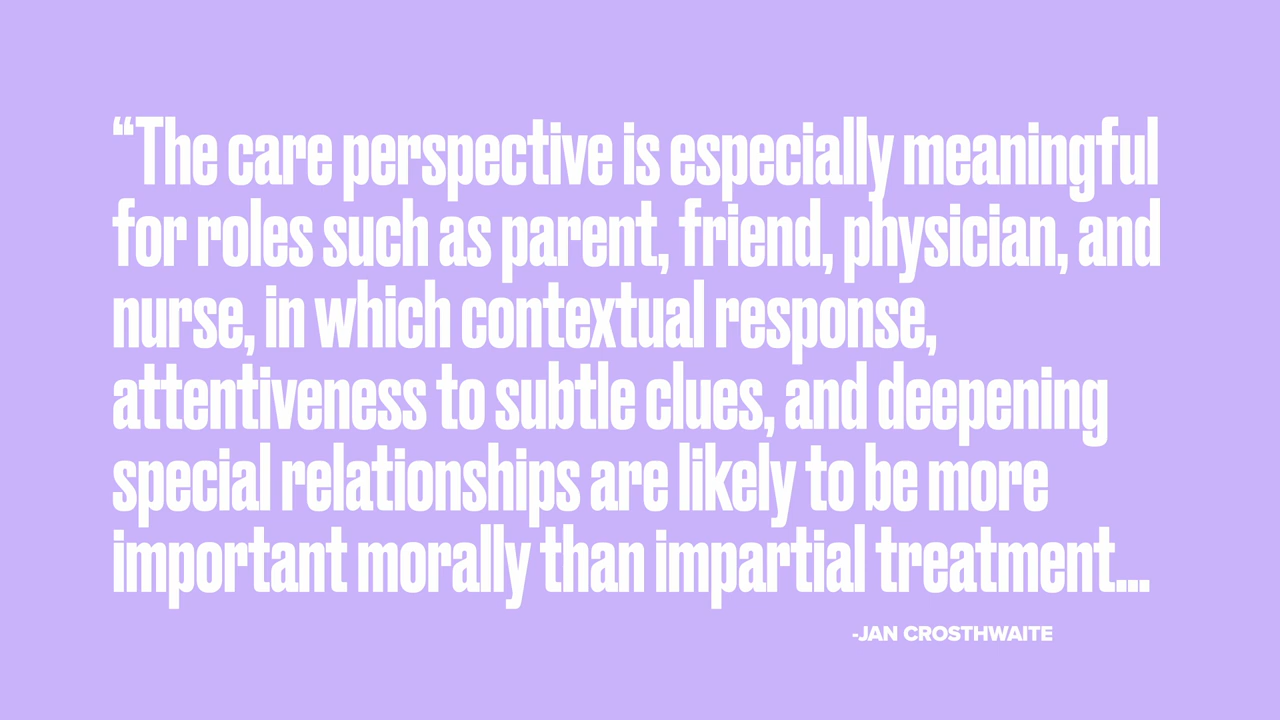 “The care perspective is especially meaningful
for roles such as parent, friend, physician, and
nurse, in which contextual response,
attentiveness to subtle clues, and deepening
special relationships are likely to be more
important morally than impartial treatment...
-JAN CROSTHWAITE